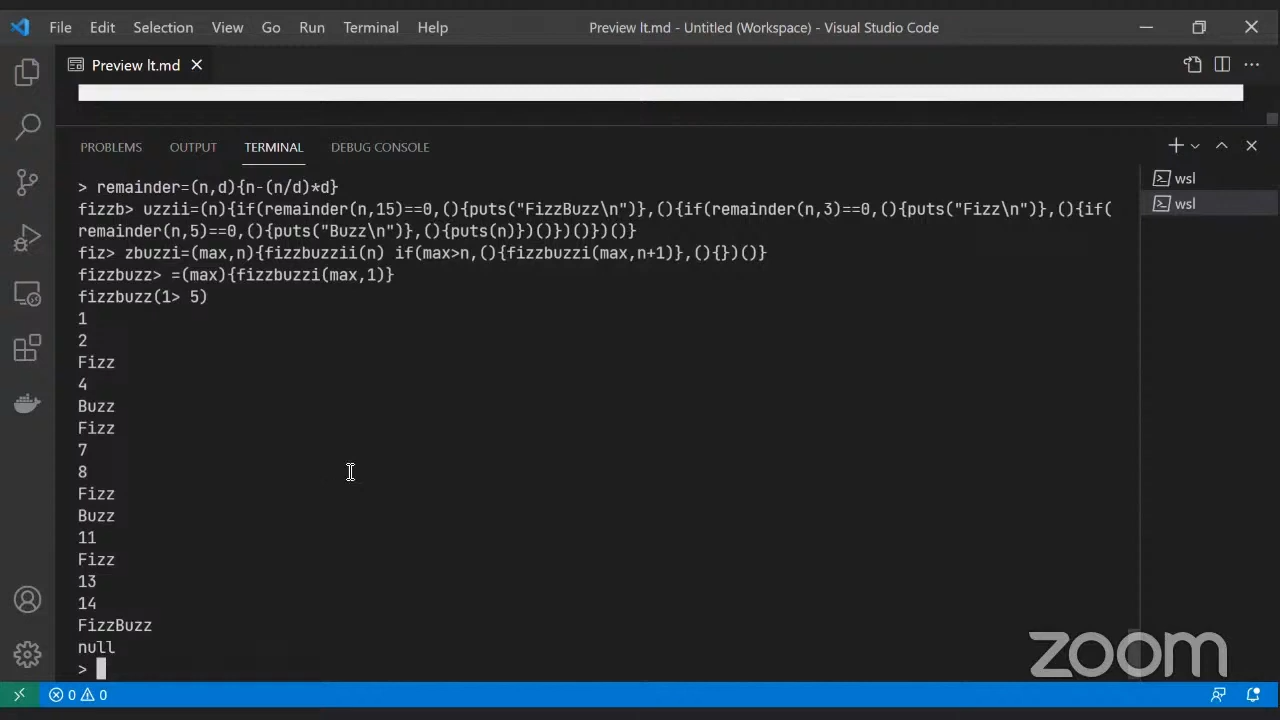 File Edit Selection View Go Run Terminal Help
Preview lt.md - Untitled (Workspace) - Visual Studio Code
Preview lt.md
PROBLEMS OUTPUT TERMINAL DEBUG CONSOLE
> remainder=(n,d){n-(n/d)*d}
fizzb> uzzii=(n){if(remainder(n,15)==0,(){puts("FizzBuzz\n")},(){if(remainder(n,3)==0,(){puts("Fizz\n")},(){if(
remainder(n,5)==0,(){puts("Buzz\n")},(){puts(n)})()})()})()}
fiz> zbuzzi=(max,n){fizzbuzzii(n) if(max>n,(){fizzbuzzi(max,n+1)},(){})()}
fizzbuzz> =(max){fizzbuzzi(max,1)}
fizzbuzz(1> 5)
1
2
Fizz
4
Buzz
Fizz
7
8
Fizz
Buzz
11
Fizz
13
14
FizzBuzz
null
>
wsl
wsl
zoom
0 0